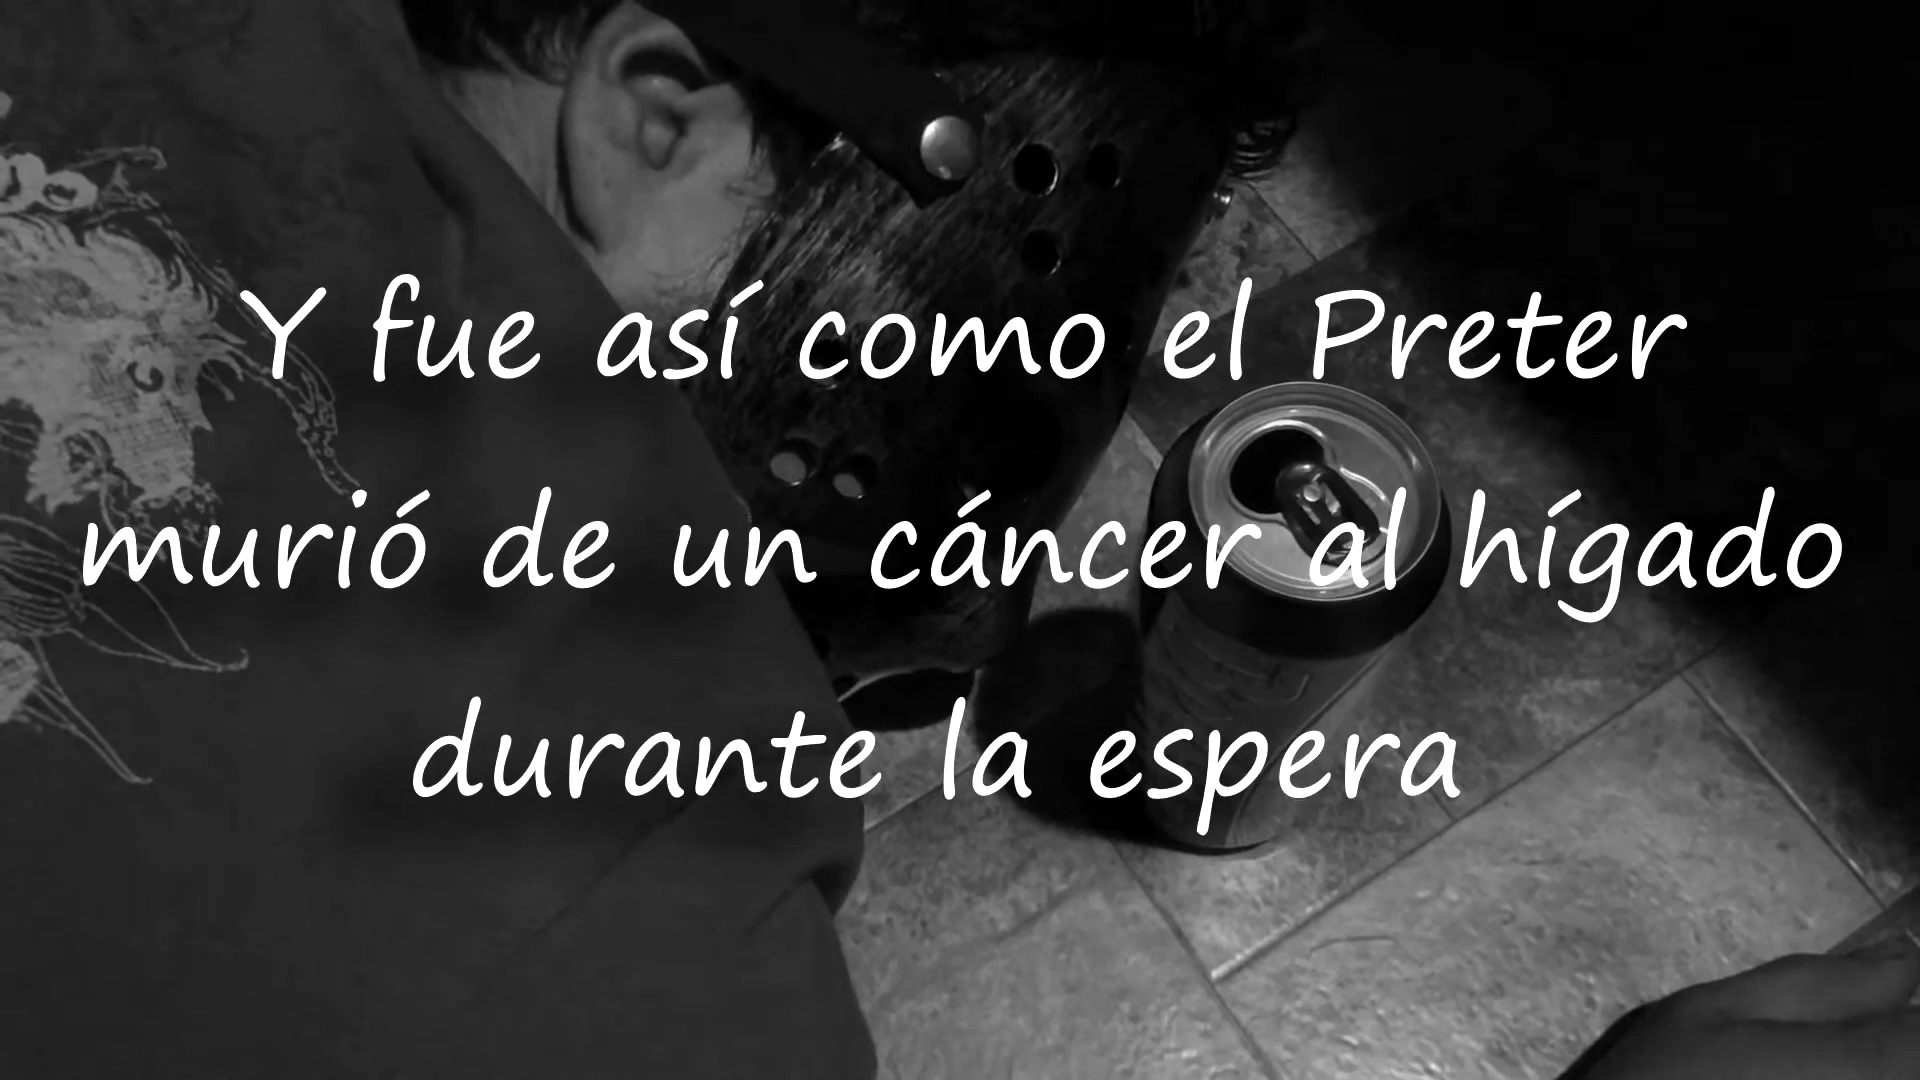 Y fue así como el Preter
murió de un cáncer al hígado
durante la espera